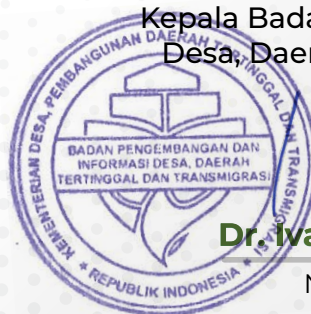 Kepala Bada
Desa, Daer
KEMENTERIAN DESA, PEMBANGUNAN DAERAH TERTINGGAL DAN TRANSMIGRASI
BADAN PENGEMBANGAN DAN
INFORMASI DESA, DAERAH
TERTINGGAL DAN TRANSMIGRASI
★ REPUBLIK INDONESIA ★
Dr. Iva
N